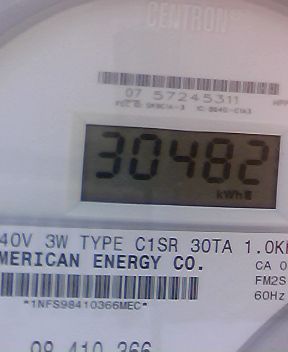 CENTRON
07 57245311
30482
kWh
40V 3W TYPE C1SR 30TA 1.0K
MERICAN ENERGY CO.
CA 0
FM2S
60Hz
*1NFS98410366MEC*
98 410 366